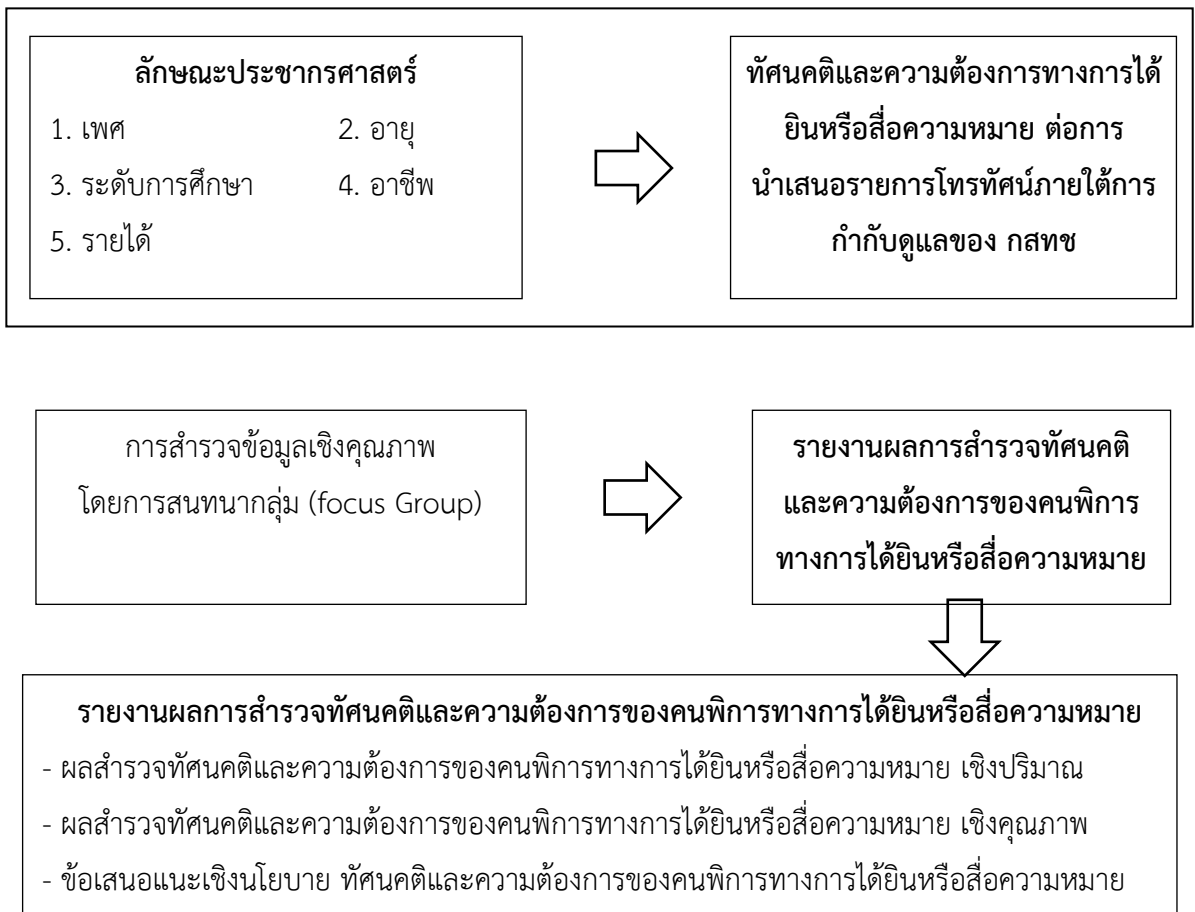 ลักษณะประชากรศาสตร์
1. เพศ 2. อายุ
3. ระดับการศึกษา 4. อาชีพ
5. รายได้
ทัศนคติและความต้องการทางการได้
ยินหรือสื่อความหมาย ต่อการ
นำเสนอรายการโทรทัศน์ภายใต้การ
กำกับดูแลของ กสทช
การสำรวจข้อมูลเชิงคุณภาพ
โดยการสนทนากลุ่ม (focus Group)
รายงานผลการสำรวจทัศนคติ
และความต้องการของคนพิการ
ทางการได้ยินหรือสื่อความหมาย
รายงานผลการสำรวจทัศนคติและความต้องการของคนพิการทางการได้ยินหรือสื่อความหมาย
- ผลสำรวจทัศนคติและความต้องการของคนพิการทางการได้ยินหรือสื่อความหมาย เชิงปริมาณ
- ผลสำรวจทัศนคติและความต้องการของคนพิการทางการได้ยินหรือสื่อความหมาย เชิงคุณภาพ
- ข้อเสนอแนะเชิงนโยบาย ทัศนคติและความต้องการของคนพิการทางการได้ยินหรือสื่อความหมาย